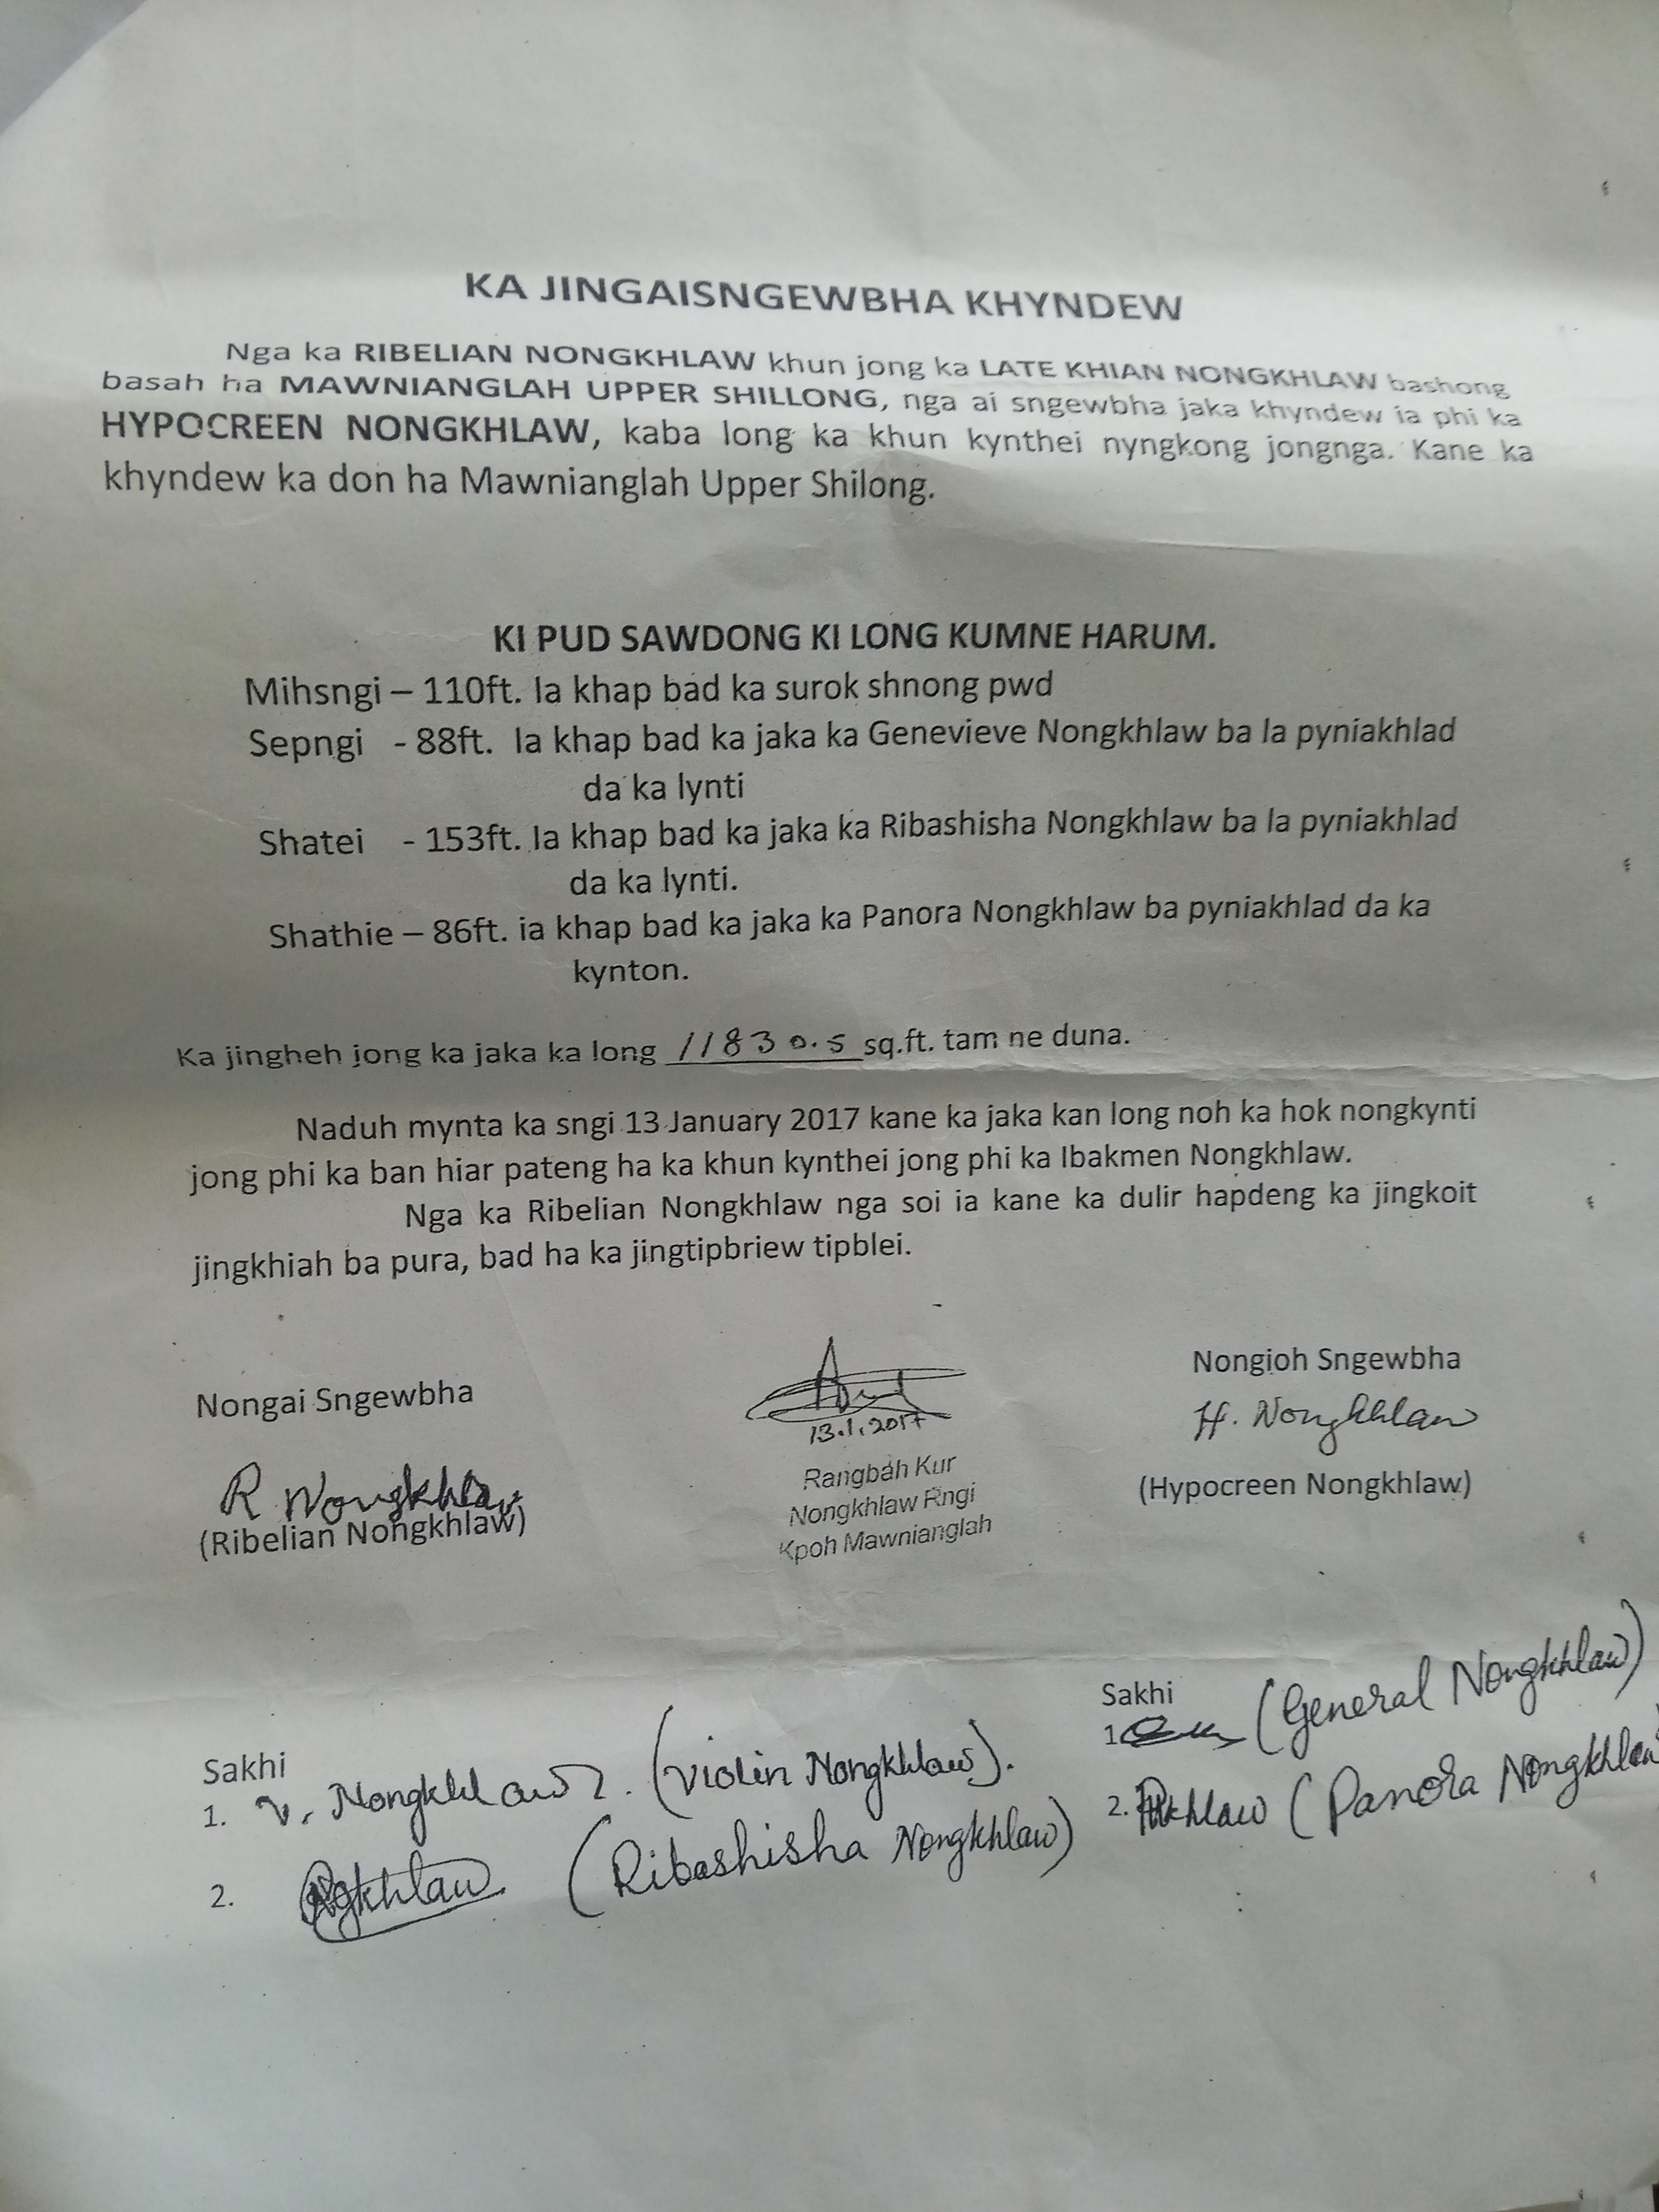 KA JINGAISNGEWBHA KHYNDEW
Nga ka RIBELIAN NONGKHLAW khun jong ka LATE KHIAN NONGKHLAW bashong
basah ha MAWNIANGLAH UPPER SHILLONG, nga ai sngewbha jaka khyndew ia phi ka
HYPOCREEN NONGKHLAW, kaba long ka khun kynthei nyngkong jongnga. Kane ka
khyndew ka don ha Mawnianglah Upper Shilong.
KI PUD SAWDONG KI LONG KUMNE HARUM.
Mihsngi – 110ft. Ia khap bad ka surok shnong pwd
Sepngi - 88ft. Ia khap bad ka jaka ka Genevieve Nongkhlaw ba la pyniakhlad
da ka lynti
Shatei - 153ft. Ia khap bad ka jaka ka Ribashisha Nongkhlaw ba la pyniakhlad
da ka lynti.
Shathie – 86ft. ia khap bad ka jaka ka Panora Nongkhlaw ba pyniakhlad da ka
kynton.
Ka jingheh jong ka jaka ka long 11830.5 sq.ft. tam ne duna.
Naduh mynta ka sngi 13 January 2017 kane ka jaka kan long noh ka hok nongkynti
jong phi ka ban hiar pateng ha ka khun kynthei jong phi ka Ibakmen Nongkhlaw.
Nga ka Ribelian Nongkhlaw nga soi ia kane ka dulir hapdeng ka jingkoit
jingkhiah ba pura, bad ha ka jingtipbriew tipblei.
Nongai Sngewbha
R Nongkhlaw
(Ribelian Nongkhlaw)
13.1.2017
Rangbah Kur
Nongkhlaw Rngi
Kpoh Mawnianglah
Nongioh Sngewbha
H. Nongkhlaw
(Hypocreen Nongkhlaw)
Sakhi
1. V. Nongkhlaw. (Violin Nongkhlaw).
2. (Ribashisha Nongkhlaw)
Sakhi
1. (General Nongkhlaw)
2. (Panora Nongkhlaw